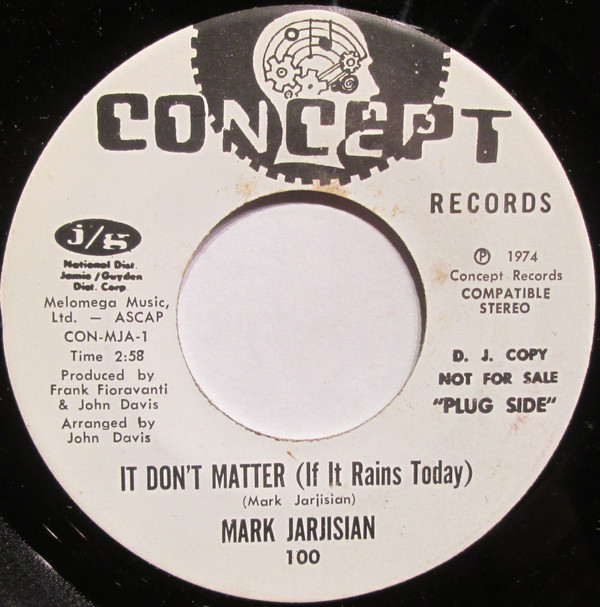 CONCEPT
RECORDS
j/g
National Dist.
Jamie/Guyden
Dist. Corp.
Melomega Music,
Ltd. — ASCAP
CON-MJA-1
Time 2:58
Produced by
Frank Fioravanti
& John Davis
Arranged by
John Davis
Ⓟ 1974
Concept Records
COMPATIBLE
STEREO
D. J. COPY
NOT FOR SALE
"PLUG SIDE"
IT DON'T MATTER (If It Rains Today)
(Mark Jarjisian)
MARK JARJISIAN
100